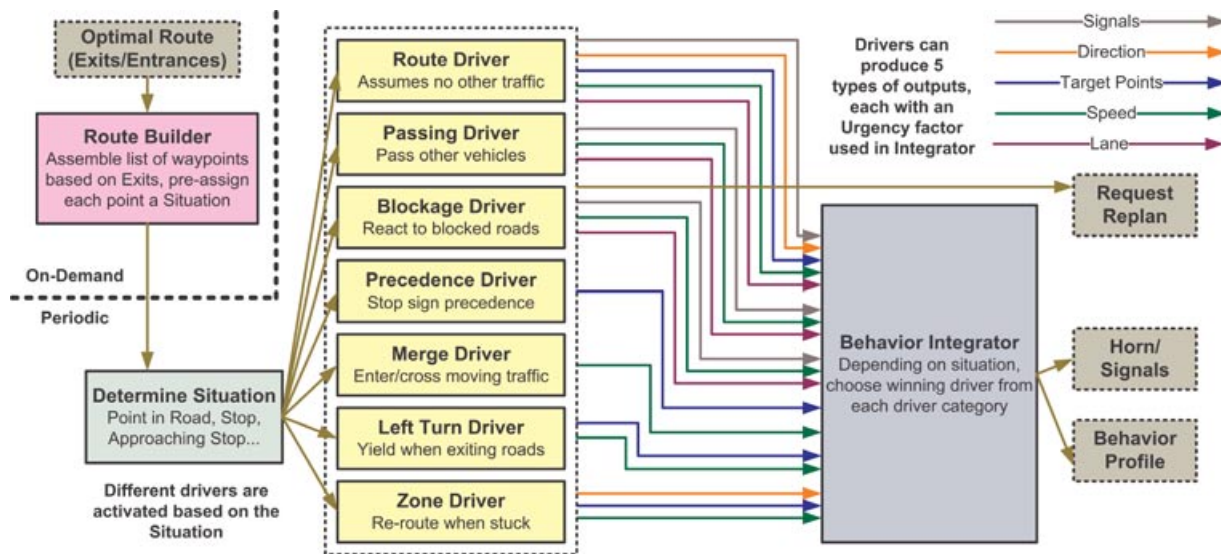 Optimal Route
(Exits/Entrances)
Route Builder
Assemble list of waypoints
based on Exits, pre-assign
each point a Situation
On-Demand
Periodic
Determine Situation
Point in Road, Stop,
Approaching Stop...
Different drivers are
activated based on the
Situation
Route Driver
Assumes no other traffic
Passing Driver
Pass other vehicles
Blockage Driver
React to blocked roads
Precedence Driver
Stop sign precedence
Merge Driver
Enter/cross moving traffic
Left Turn Driver
Yield when exiting roads
Zone Driver
Re-route when stuck
Drivers can
produce 5
types of outputs,
each with an
Urgency factor
used in Integrator
Signals
Direction
Target Points
Speed
Lane
Request
Replan
Behavior Integrator
Depending on situation,
choose winning driver from
each driver category
Horn/
Signals
Behavior
Profile